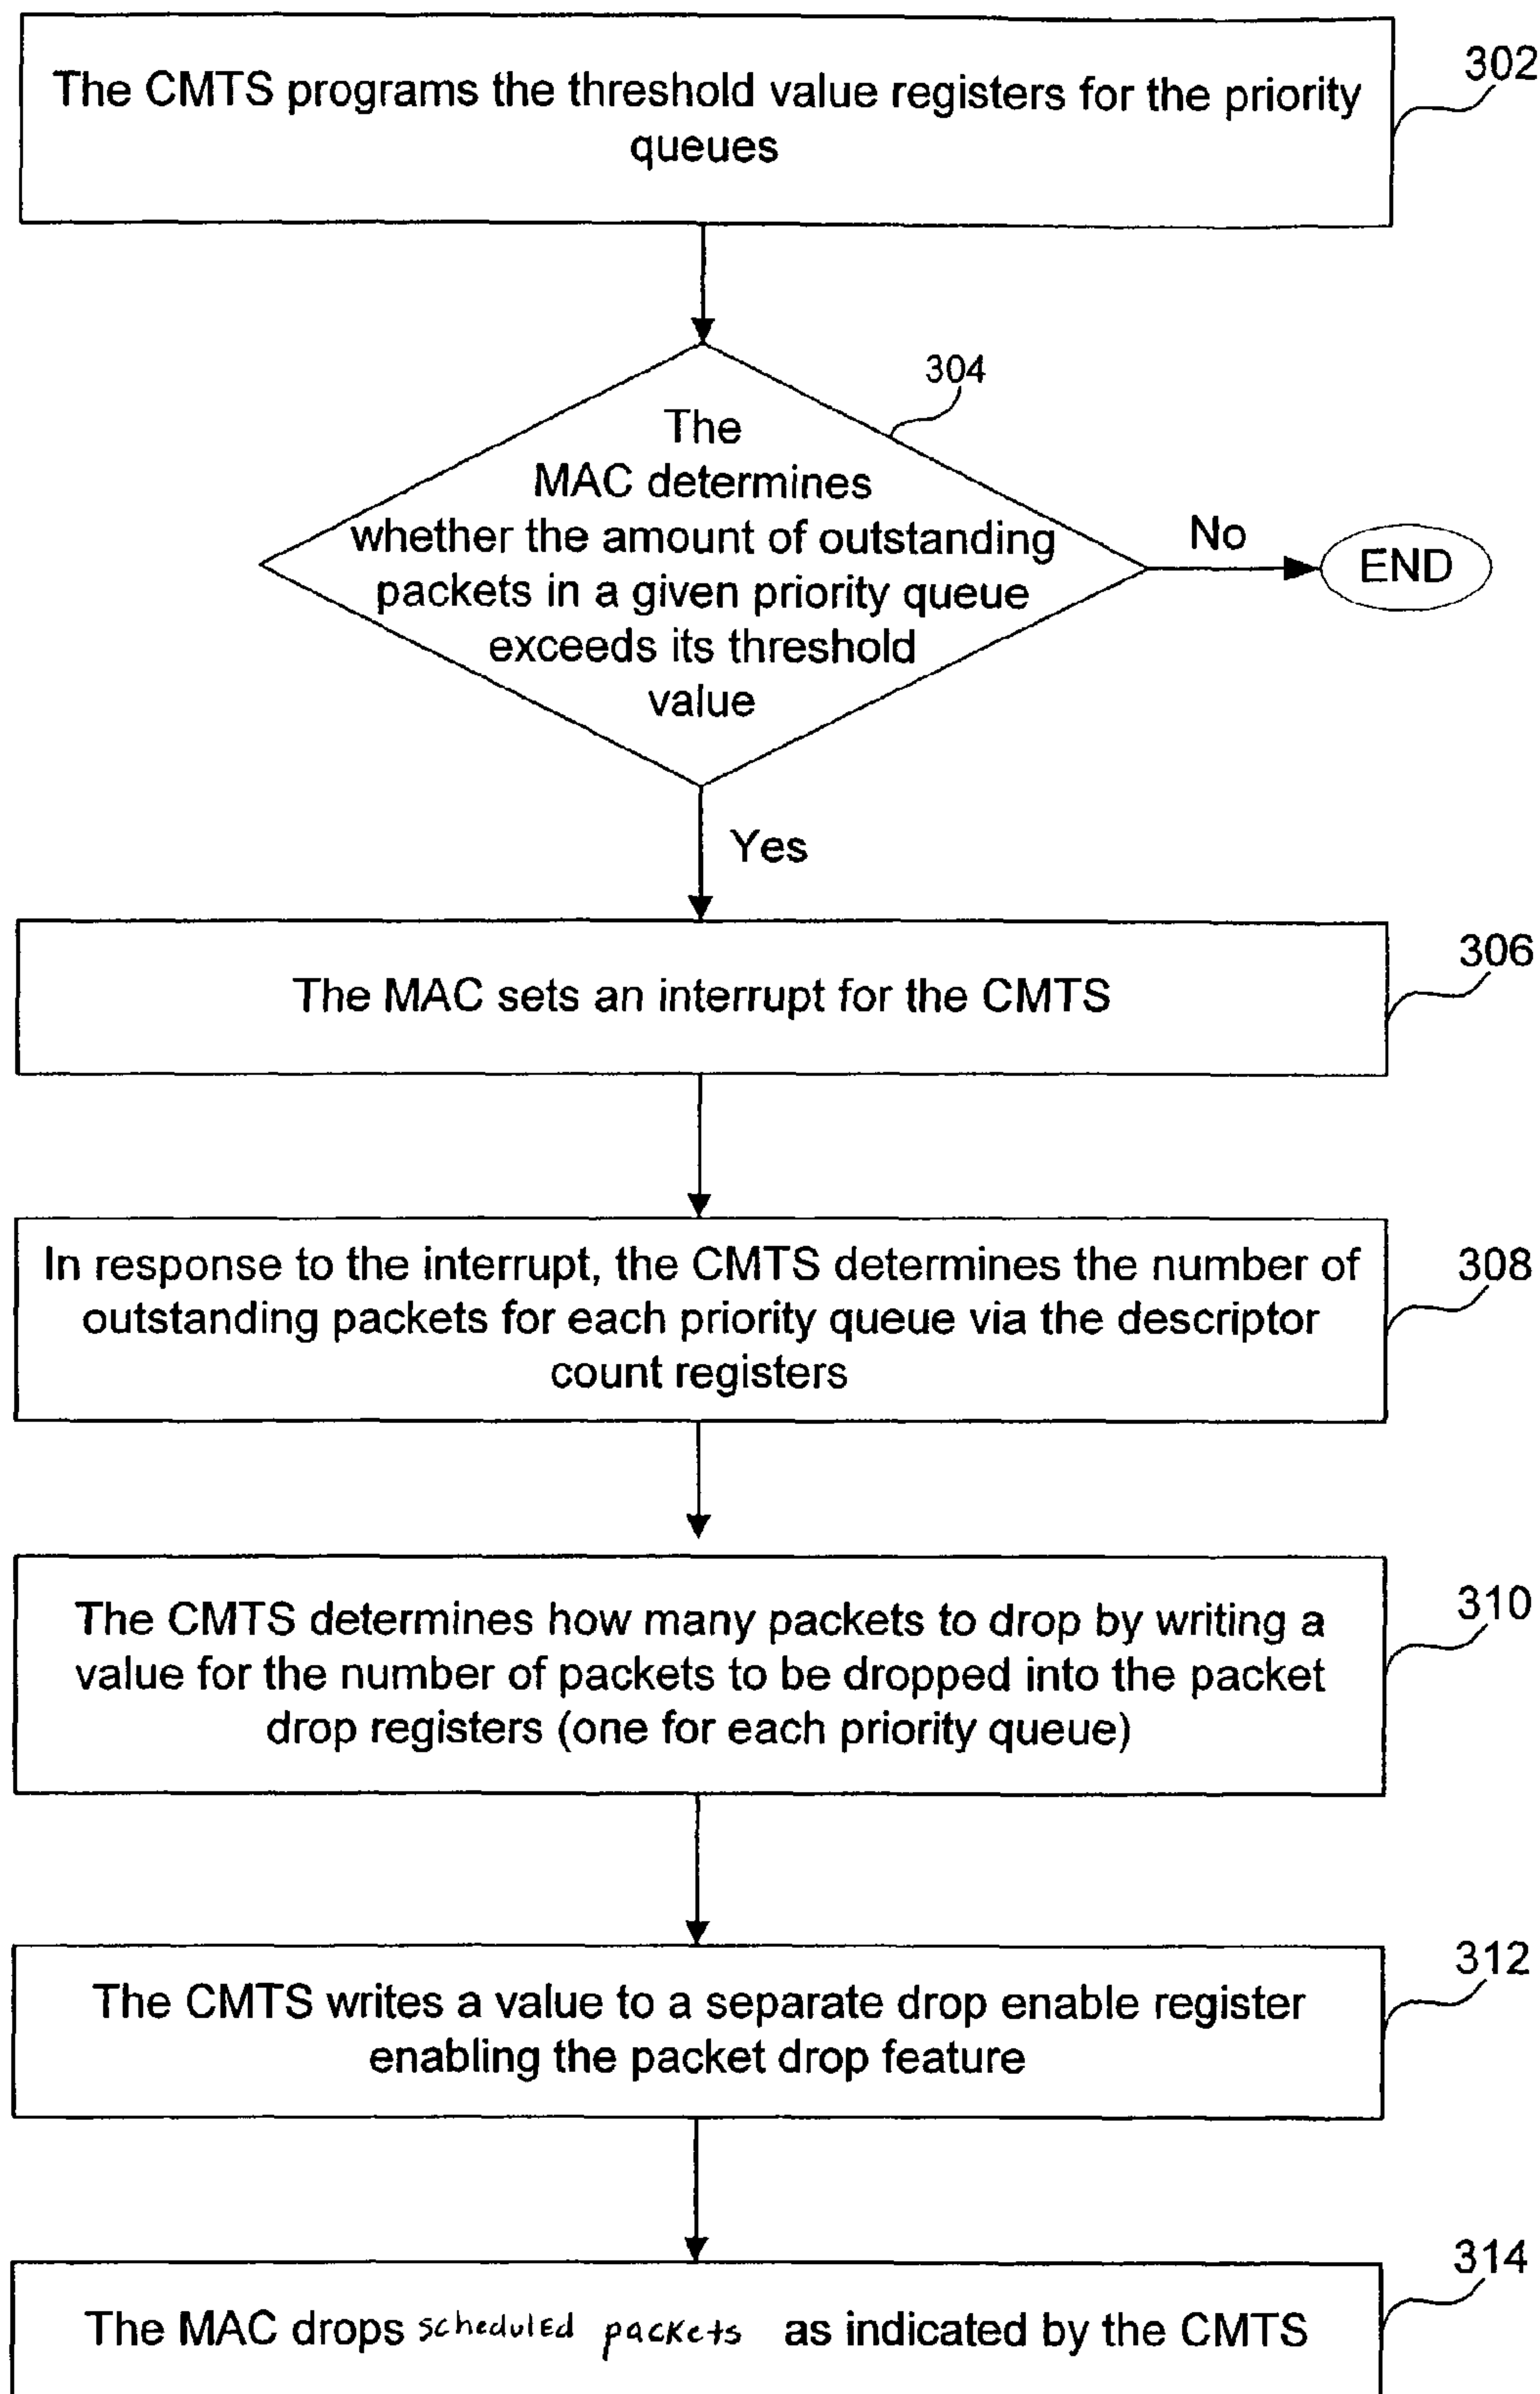 The CMTS programs the threshold value registers for the priority
queues
302
304
The
MAC determines
whether the amount of outstanding
packets in a given priority queue
exceeds its threshold
value
No
END
Yes
The MAC sets an interrupt for the CMTS
306
In response to the interrupt, the CMTS determines the number of
outstanding packets for each priority queue via the descriptor
count registers
308
The CMTS determines how many packets to drop by writing a
value for the number of packets to be dropped into the packet
drop registers (one for each priority queue)
310
The CMTS writes a value to a separate drop enable register
enabling the packet drop feature
312
The MAC drops scheduled packets as indicated by the CMTS
314